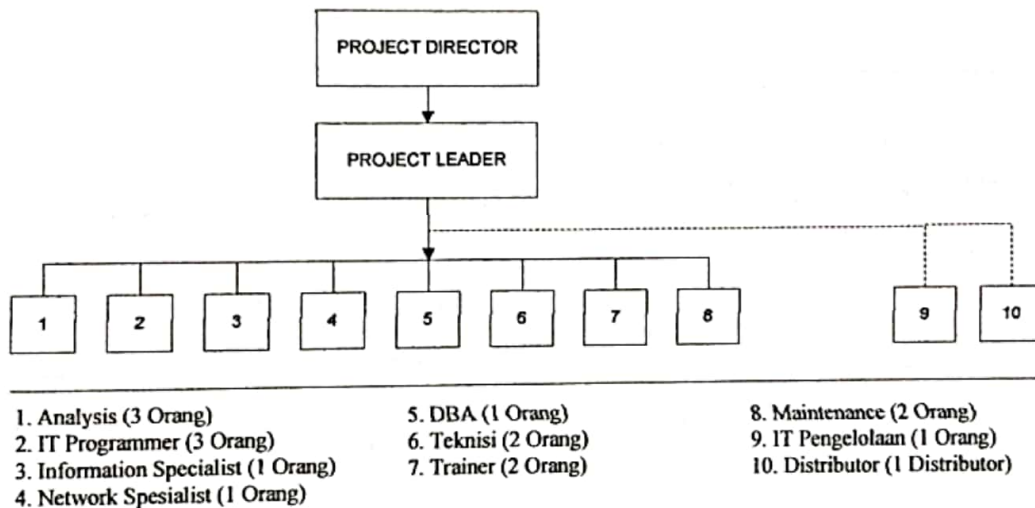 PROJECT DIRECTOR
PROJECT LEADER
1 2 3 4 5 6 7 8 9 10
1. Analysis (3 Orang)
2. IT Programmer (3 Orang)
3. Information Specialist (1 Orang)
4. Network Spesialist (1 Orang)
5. DBA (1 Orang)
6. Teknisi (2 Orang)
7. Trainer (2 Orang)
8. Maintenance (2 Orang)
9. IT Pengelolaan (1 Orang)
10. Distributor (1 Distributor)